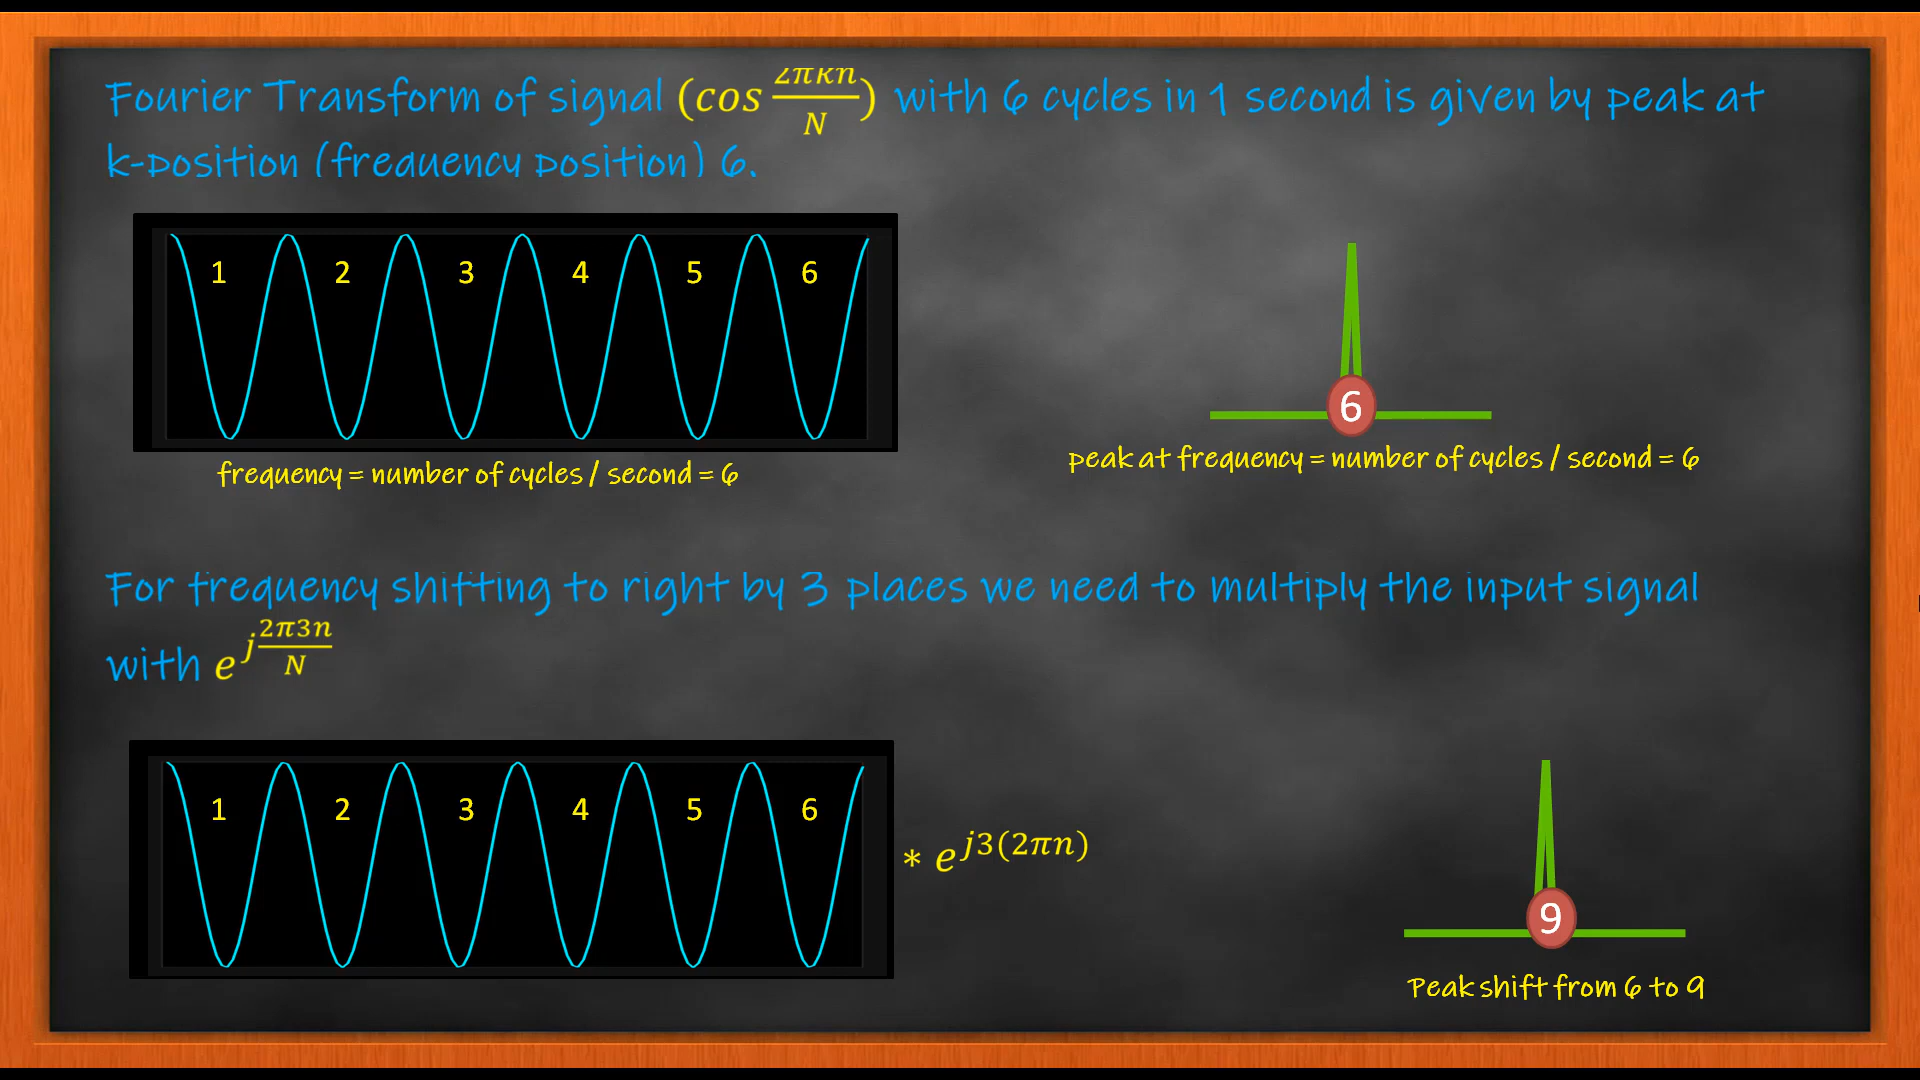 Fourier Transform of signal (cos 2πkn/N) with 6 cycles in 1 second is given by peak at
k-position (frequency position) 6.
1 2 3 4 5 6
6
frequency = number of cycles / second = 6
peak at frequency = number of cycles / second = 6
For frequency shifting to right by 3 places we need to multiply the input signal
with e^{j 2π3n/N}
1 2 3 4 5 6
* e^{j3(2πn)}
9
Peak shift from 6 to 9